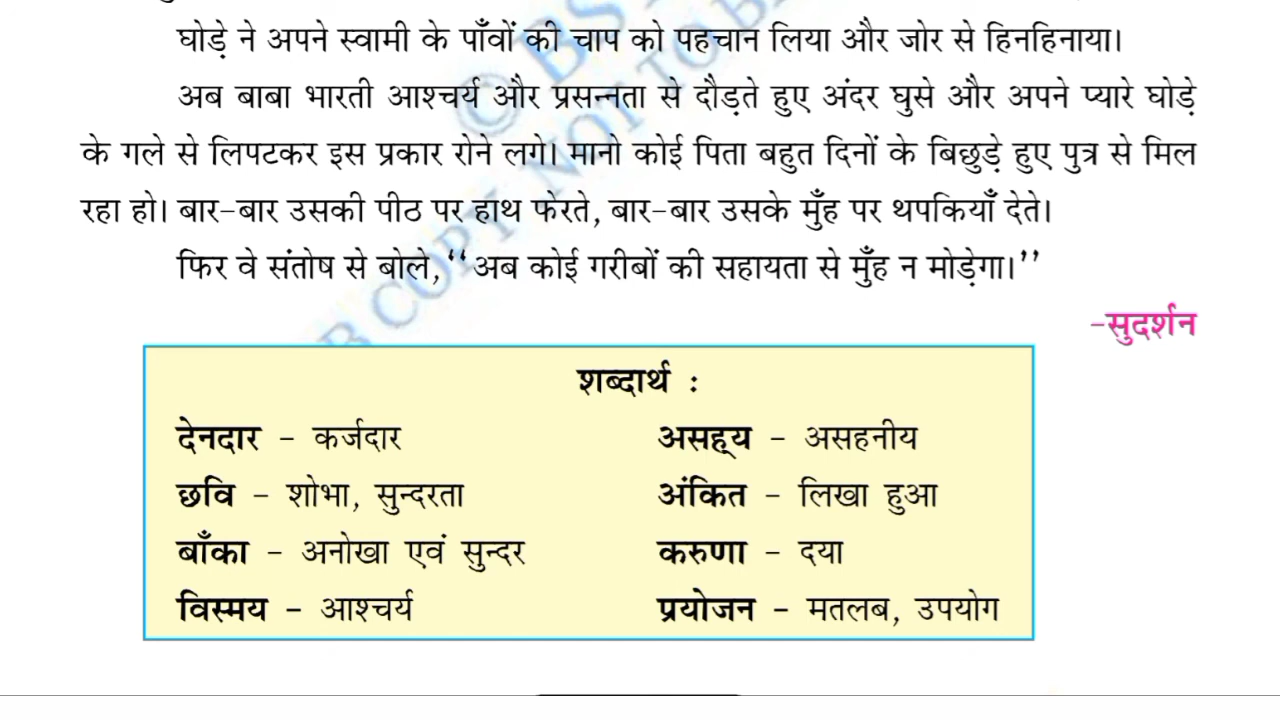 घोड़े ने अपने स्वामी के पाँवों की चाप को पहचान लिया और जोर से हिनहिनाया।
अब बाबा भारती आश्चर्य और प्रसन्नता से दौड़ते हुए अंदर घुसे और अपने प्यारे घोड़े
के गले से लिपटकर इस प्रकार रोने लगे। मानो कोई पिता बहुत दिनों के बिछुड़े हुए पुत्र से मिल
रहा हो। बार-बार उसकी पीठ पर हाथ फेरते, बार-बार उसके मुँह पर थपकियाँ देते।
फिर वे संतोष से बोले,“अब कोई गरीबों की सहायता से मुँह न मोड़ेगा।”
-सुदर्शन
शब्दार्थ :
देनदार - कर्जदार असह्‌य - असहनीय
छवि - शोभा, सुन्दरता अंकित - लिखा हुआ
बाँका - अनोखा एवं सुन्दर करुणा - दया
विस्मय - आश्चर्य प्रयोजन - मतलब, उपयोग